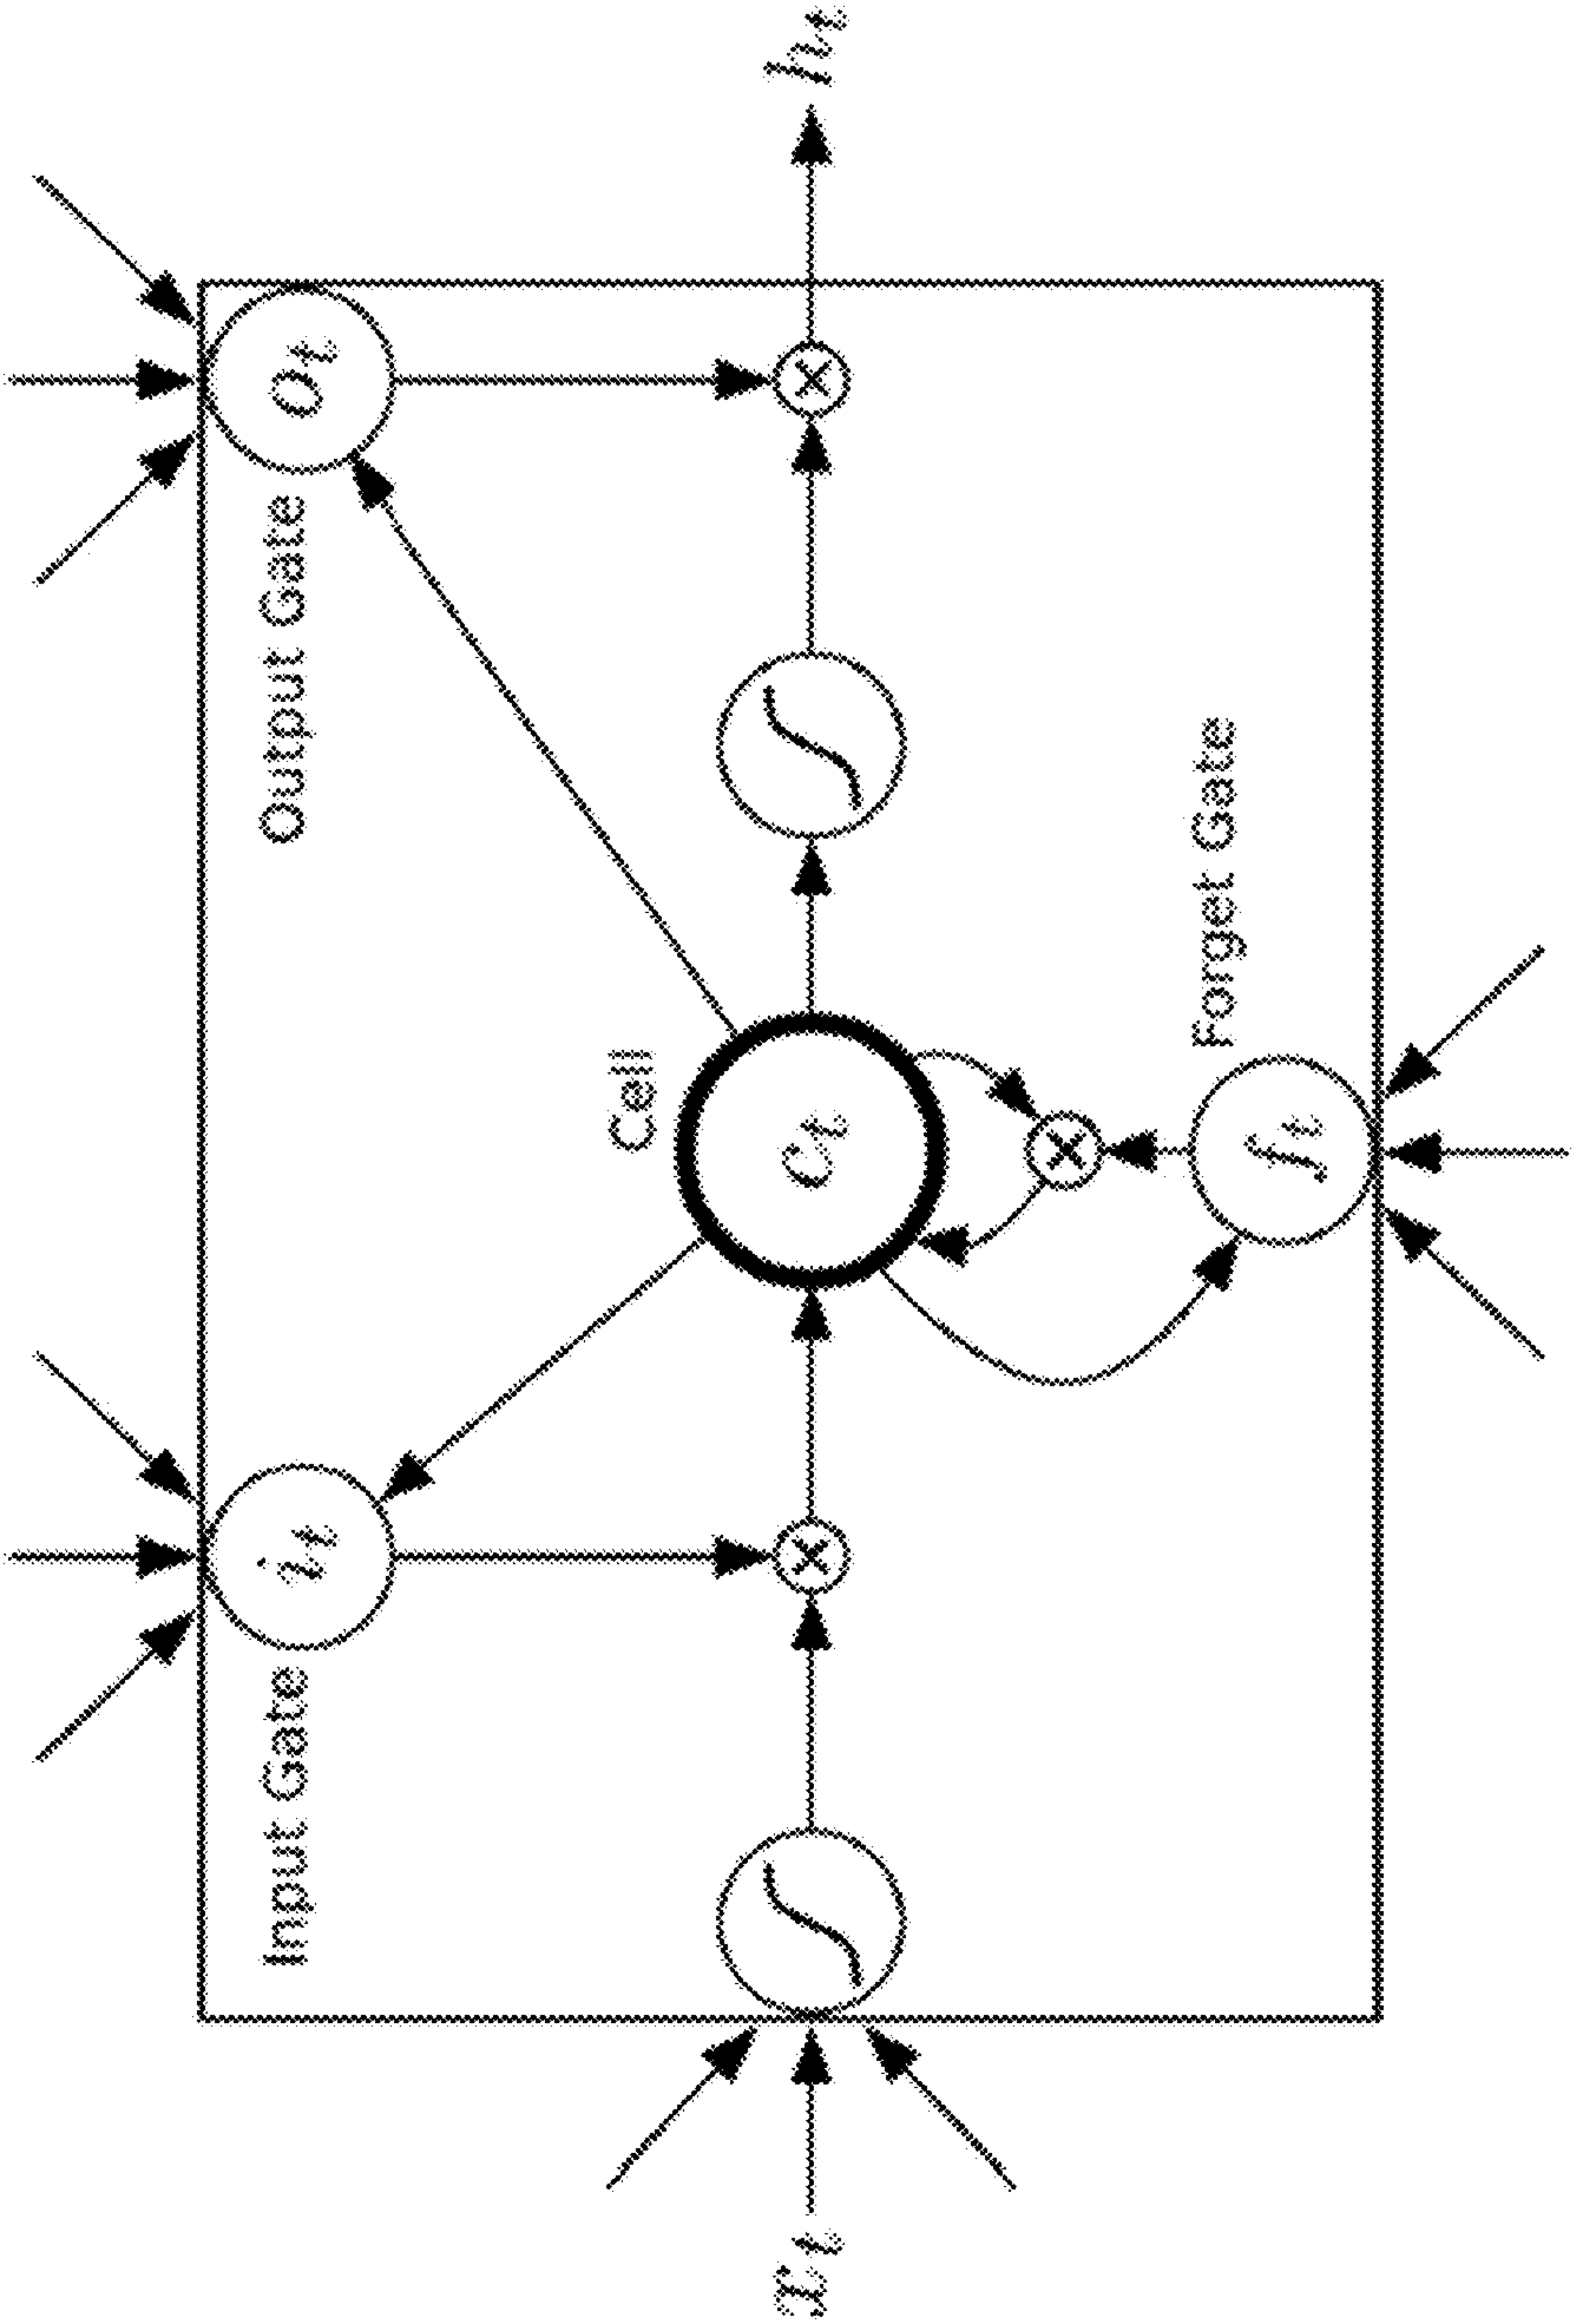 Input Gate
i_t
Output Gate
o_t
Cell
x_t
c_t
h_t
Forget Gate
f_t
×
×
×